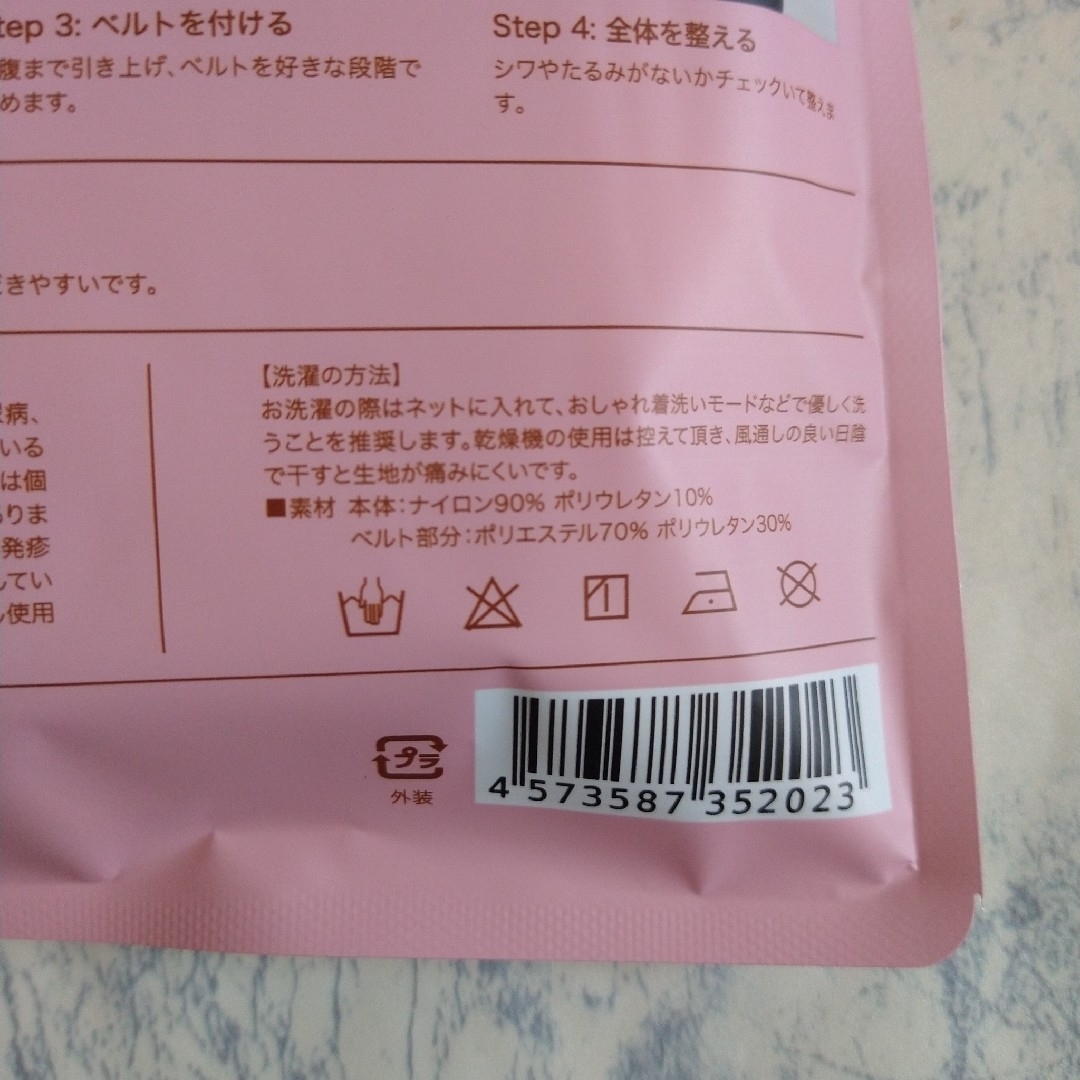 tep 3: ベルトを付ける
腹まで引き上げ、ベルトを好きな段階で
めます。
Step 4: 全体を整える
シワやたるみがないかチェックいて整えま
す。
きやすいです。
病、
いる
は個
りま
発疹
てい
使用
【洗濯の方法】
お洗濯の際はネットに入れて、おしゃれ着洗いモードなどで優しく洗
うことを推奨します。乾燥機の使用は控えて頂き、風通しの良い日陰
で干すと生地が痛みにくいです。
■素材 本体：ナイロン90% ポリウレタン10%
ベルト部分：ポリエステル70% ポリウレタン30%
プラ
外装
4 573587 352023